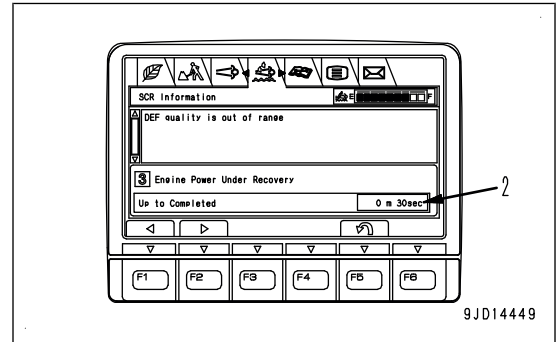 SCR Information
E F
DEF quality is out of range
3 Engine Power Under Recovery
Up to Completed 0 m 30sec
2
F1 F2 F3 F4 F5 F6
9JD14449